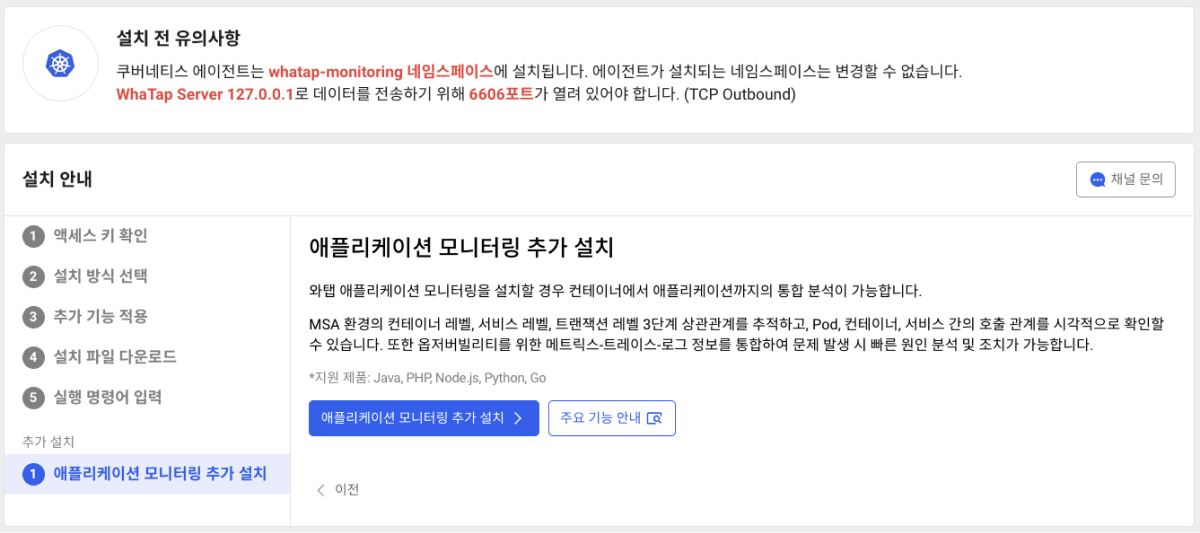 설치 전 유의사항
쿠버네티스 에이전트는 whatap-monitoring 네임스페이스에 설치됩니다. 에이전트가 설치되는 네임스페이스는 변경할 수 없습니다.
WhaTap Server 127.0.0.1로 데이터를 전송하기 위해 6606포트가 열려 있어야 합니다. (TCP Outbound)
설치 안내
채널 문의
1 액세스 키 확인
2 설치 방식 선택
3 추가 기능 적용
4 설치 파일 다운로드
5 실행 명령어 입력
추가 설치
1 애플리케이션 모니터링 추가 설치
애플리케이션 모니터링 추가 설치
와탭 애플리케이션 모니터링을 설치할 경우 컨테이너에서 애플리케이션까지의 통합 분석이 가능합니다.
MSA 환경의 컨테이너 레벨, 서비스 레벨, 트랜잭션 레벨 3단계 상관관계를 추적하고, Pod, 컨테이너, 서비스 간의 호출 관계를 시각적으로 확인할
수 있습니다. 또한 옵저버빌리티를 위한 메트릭스-트레이스-로그 정보를 통합하여 문제 발생 시 빠른 원인 분석 및 조치가 가능합니다.
*지원 제품: Java, PHP, Node.js, Python, Go
애플리케이션 모니터링 추가 설치
주요 기능 안내
이전